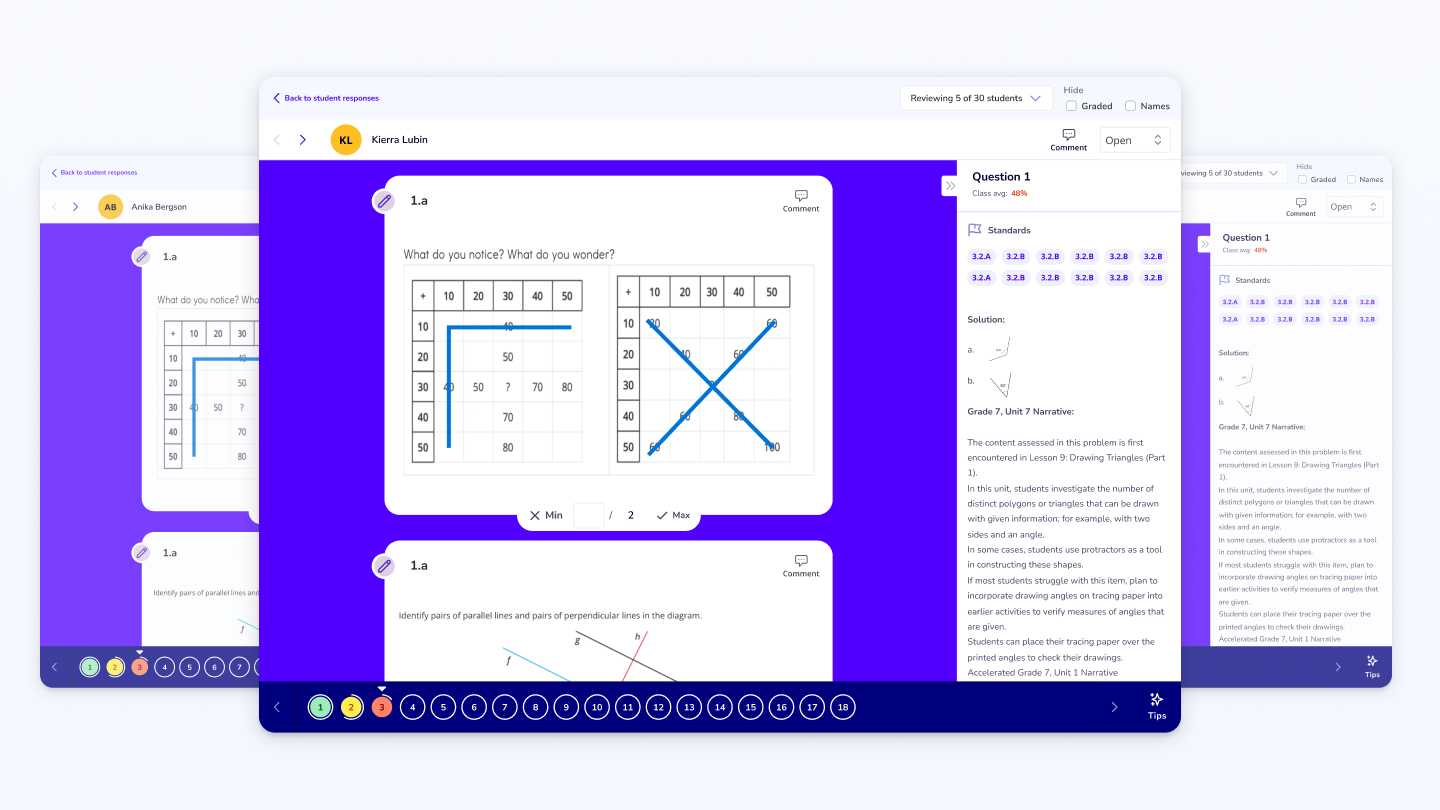 Back to student responses
Reviewing 5 of 30 students
Hide
Graded
Names
KL
Kierra Lubin
Comment
Open
1.a
Comment
What do you notice? What do you wonder?
+ 10 20 30 40 50
10 40
20 50
30 40 50 ? 70 80
40 70
50 80
+ 10 20 30 40 50
10 20 60
20 40 60
30
40 60 80
50 60 100
Min
/ 2
Max
1.a
Comment
Identify pairs of parallel lines and pairs of perpendicular lines in the diagram.
g
h
f
Question 1
Class avg: 48%
Standards
3.2.A 3.2.B 3.2.B 3.2.B 3.2.B 3.2.B
3.2.A 3.2.B 3.2.B 3.2.B 3.2.B 3.2.B
Solution:
a.
b.
Grade 7, Unit 7 Narrative:
The content assessed in this problem is first
encountered in Lesson 9: Drawing Triangles (Part
1).
In this unit, students investigate the number of
distinct polygons or triangles that can be drawn
with given information; for example, with two
sides and an angle.
In some cases, students use protractors as a tool
in constructing these shapes.
If most students struggle with this item, plan to
incorporate drawing angles on tracing paper into
earlier activities to verify measures of angles that
are given.
Students can place their tracing paper over the
printed angles to check their drawings.
Accelerated Grade 7, Unit 1 Narrative
1 2 3 4 5 6 7 8 9 10 11 12 13 14 15 16 17 18
Tips
Back to student responses
AB
Anika Bergson
1.a
What do you notice? Wha
+ 10 20 30
10 40
20 50
30 40 50 ?
40 70
50 80
1.a
Identify pairs of parallel lines and
f
1 2 3 4 5 6 7
viewing 5 of 30 students
Hide
Graded
Names
Comment
Open
Question 1
Class avg: 48%
Standards
3.2.A 3.2.B 3.2.B 3.2.B 3.2.B 3.2.B
3.2.A 3.2.B 3.2.B 3.2.B 3.2.B 3.2.B
Solution:
a.
b.
Grade 7, Unit 7 Narrative:
The content assessed in this problem is first
encountered in Lesson 9: Drawing Triangles (Part
1).
In this unit, students investigate the number of
distinct polygons or triangles that can be drawn
with given information; for example, with two
sides and an angle.
In some cases, students use protractors as a tool
in constructing these shapes.
If most students struggle with this item, plan to
incorporate drawing angles on tracing paper into
earlier activities to verify measures of angles that
are given.
Students can place their tracing paper over the
printed angles to check their drawings.
Accelerated Grade 7, Unit 1 Narrative
Tips